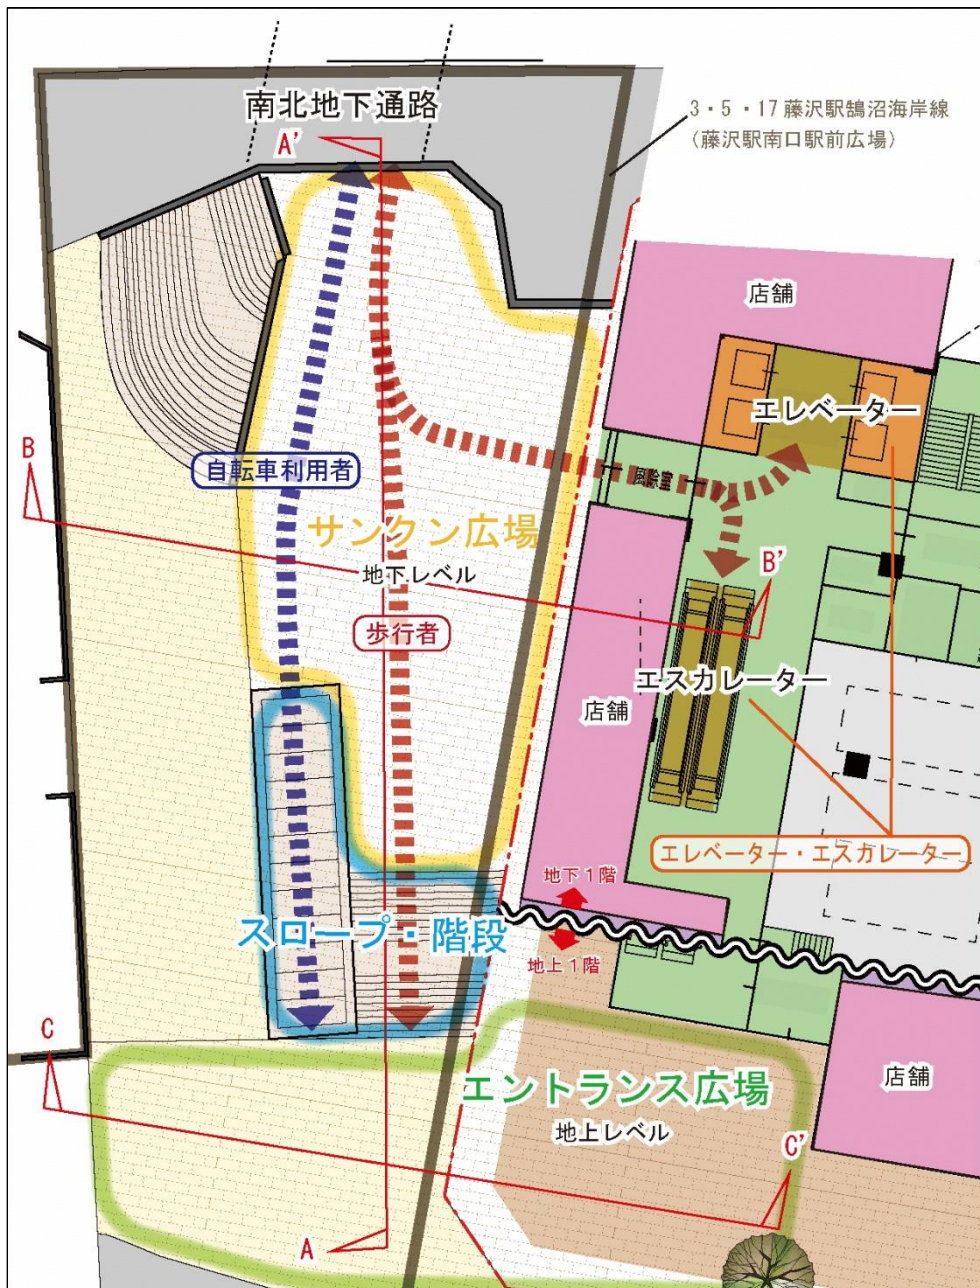 南北地下通路
3・5・17 藤沢駅鵠沼海岸線
(藤沢駅南口駅前広場)
A'
店舗
エレベーター
B
自転車利用者
風除室
サンクン広場
地下レベル
B'
歩行者
エスカレーター
店舗
エレベーター・エスカレーター
地下１階
スロープ・階段
地上１階
C
エントランス広場
店舗
地上レベル
C'
A